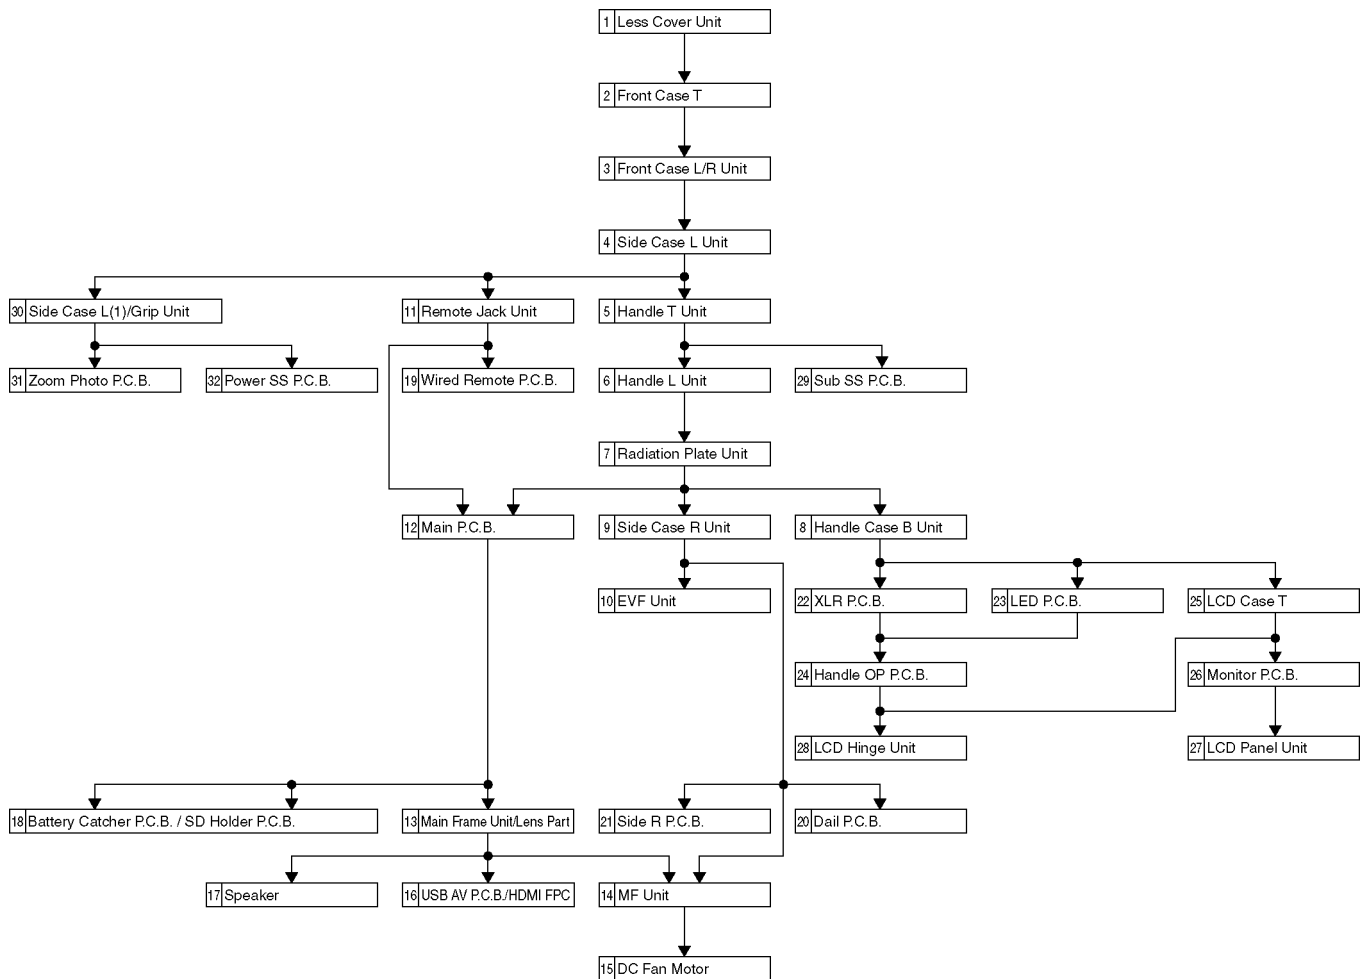 1 Less Cover Unit
2 Front Case T
3 Front Case L/R Unit
4 Side Case L Unit
30 Side Case L(1)/Grip Unit
11 Remote Jack Unit
5 Handle T Unit
31 Zoom Photo P.C.B.
32 Power SS P.C.B.
19 Wired Remote P.C.B.
6 Handle L Unit
29 Sub SS P.C.B.
7 Radiation Plate Unit
12 Main P.C.B.
9 Side Case R Unit
8 Handle Case B Unit
10 EVF Unit
22 XLR P.C.B.
23 LED P.C.B.
25 LCD Case T
24 Handle OP P.C.B.
26 Monitor P.C.B.
28 LCD Hinge Unit
27 LCD Panel Unit
18 Battery Catcher P.C.B. / SD Holder P.C.B.
13 Main Frame Unit/Lens Part
21 Side R P.C.B.
20 Dail P.C.B.
17 Speaker
16 USB AV P.C.B./HDMI FPC
14 MF Unit
15 DC Fan Motor